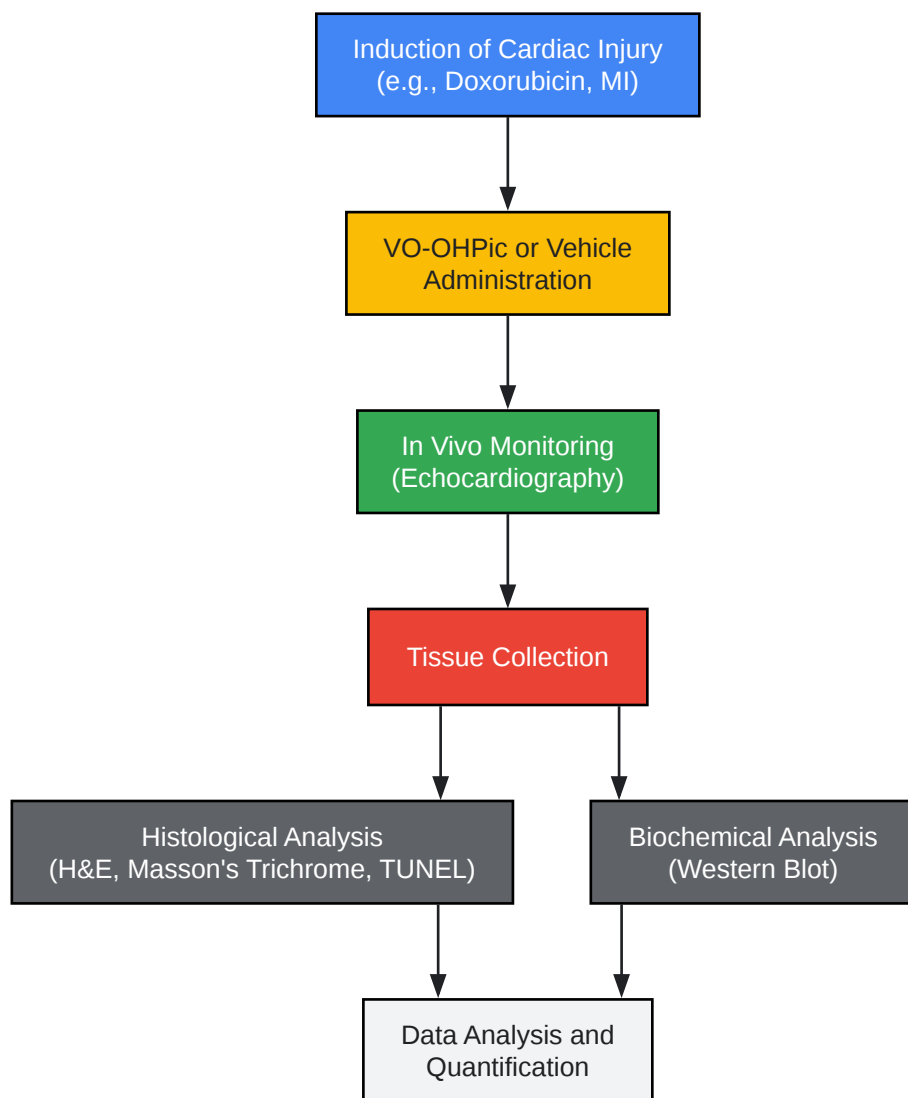 Induction of Cardiac Injury
(e.g., Doxorubicin, MI)
VO-OHPic or Vehicle
Administration
In Vivo Monitoring
(Echocardiography)
Tissue Collection
Histological Analysis
(H&E, Masson's Trichrome, TUNEL)
Biochemical Analysis
(Western Blot)
Data Analysis and
Quantification